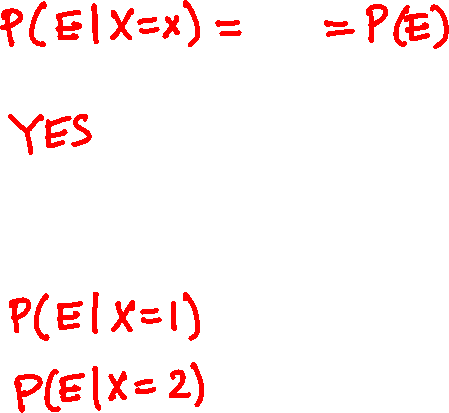 P(E|X=x) = = P(E)
YES
P(E|X=1)
P(E|X=2)